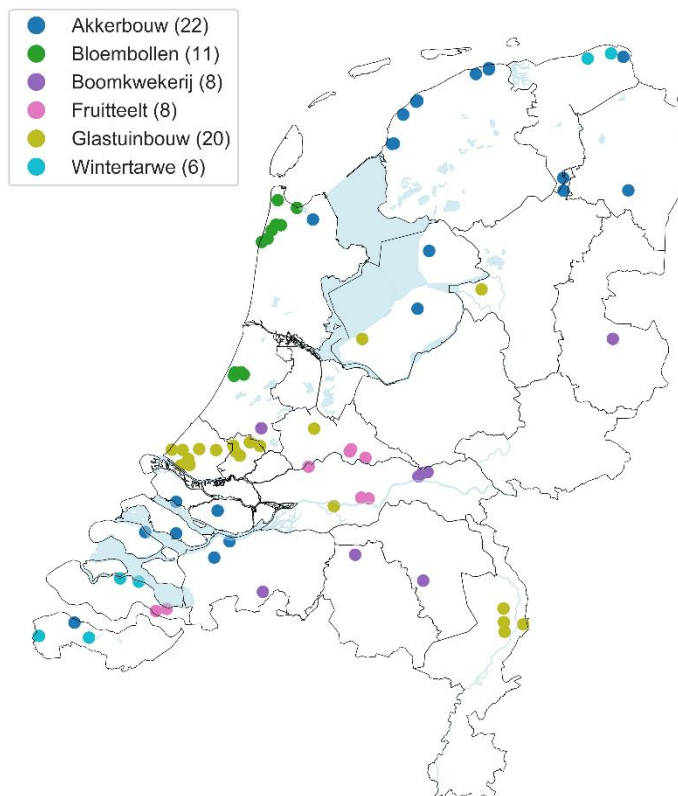 Akkerbouw (22)
Bloembollen (11)
Boomkwekerij (8)
Fruitteelt (8)
Glastuinbouw (20)
Wintertarwe (6)